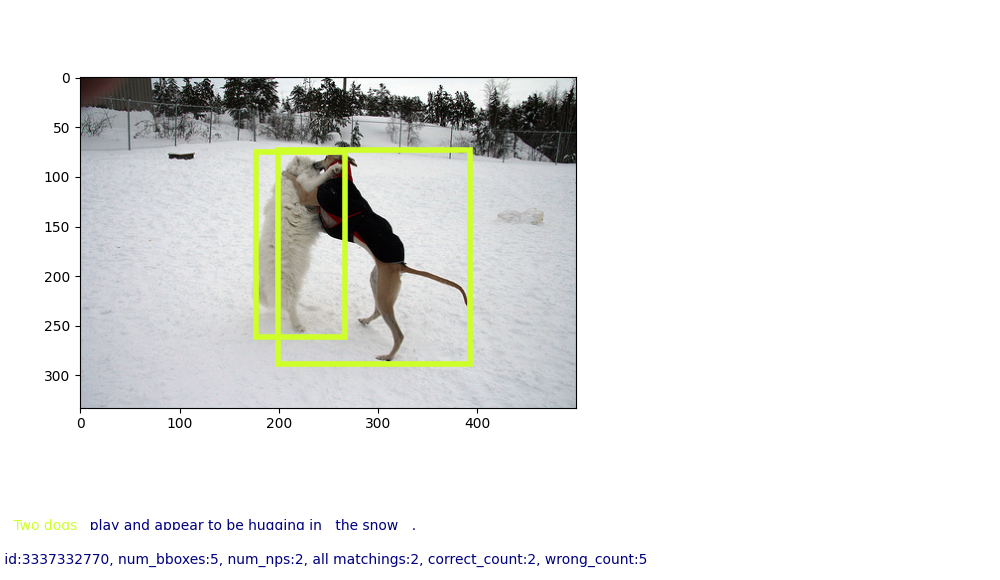 0
50
100
150
200
250
300
0 100 200 300 400
Two dogs play and appear to be hugging in the snow .
id:3337332770, num_bboxes:5, num_nps:2, all matchings:2, correct_count:2, wrong_count:5